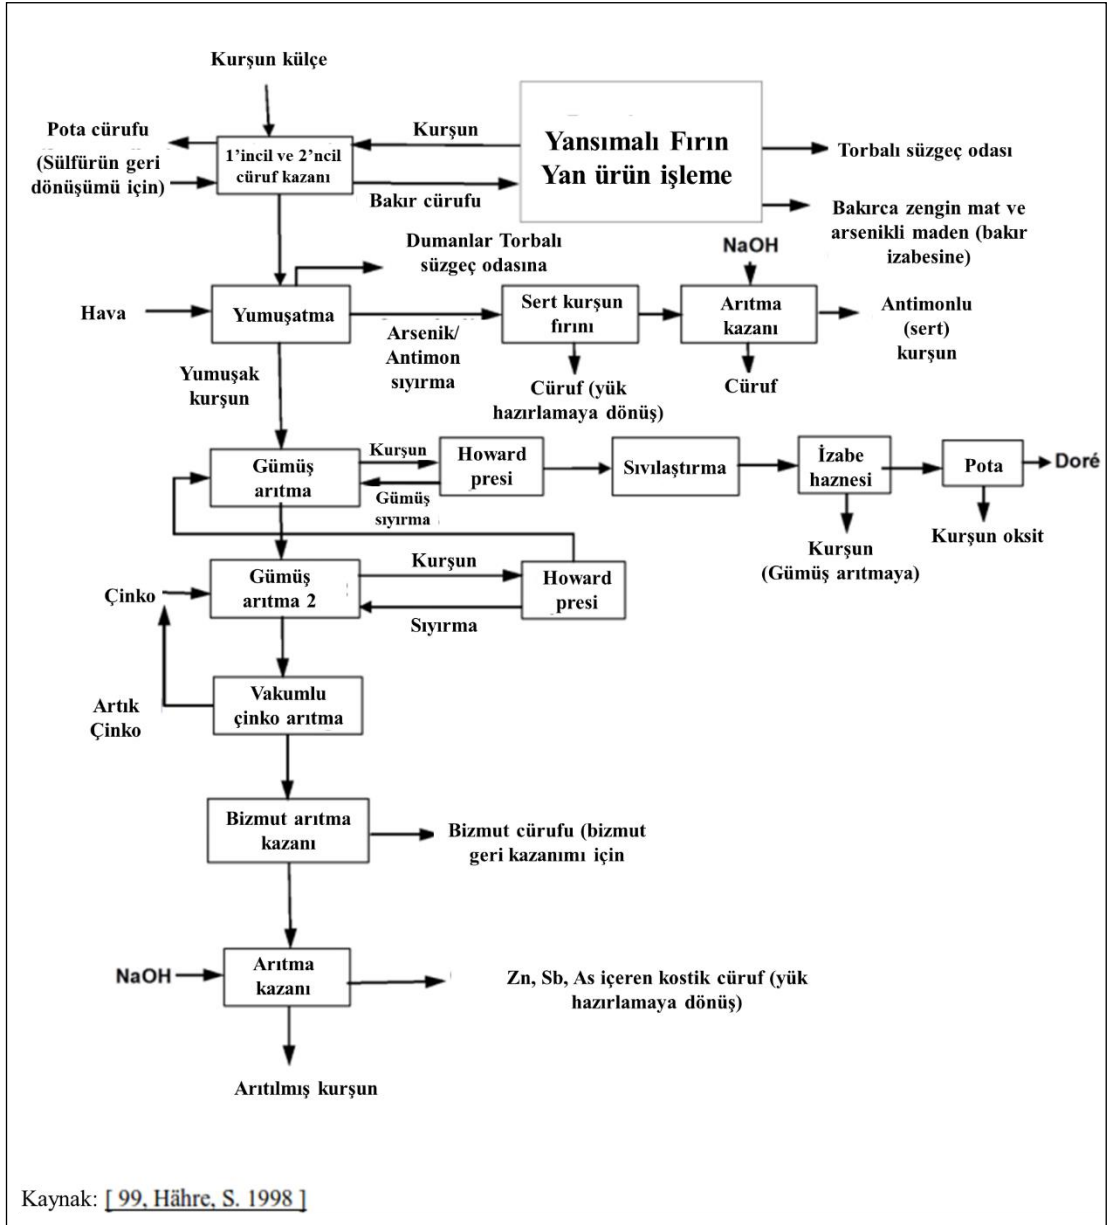 Kurşun külçe
Pota cürufu
(Sülfürün geri
dönüşümü için)
1’incil ve 2’ncil
cüruf kazanı
Kurşun
Bakır cürufu
Yansımalı Fırın
Yan ürün işleme
Torbalı süzgeç odası
Bakırca zengin mat ve
arsenikli maden (bakır
izabesine)
Dumanlar Torbalı
süzgeç odasına
NaOH
Hava
Yumuşatma
Arsenik/
Antimon
sıyırma
Sert kurşun
fırını
Arıtma
kazanı
Antimonlu
(sert)
kurşun
Cüruf (yük
hazırlamaya dönüş)
Cüruf
Yumuşak
kurşun
Gümüş
arıtma
Kurşun
Gümüş
sıyırma
Howard
presi
Sıvılaştırma
İzabe
haznesi
Pota
Doré
Kurşun
(Gümüş arıtmaya)
Kurşun oksit
Çinko
Gümüş
arıtma 2
Kurşun
Sıyırma
Howard
presi
Artık
Çinko
Vakumlu
çinko arıtma
Bizmut arıtma
kazanı
Bizmut cürufu (bizmut
geri kazanımı için
NaOH
Arıtma
kazanı
Zn, Sb, As içeren kostik cüruf (yük
hazırlamaya dönüş)
Arıtılmış kurşun
Kaynak: [ 99, Hähre, S. 1998 ]